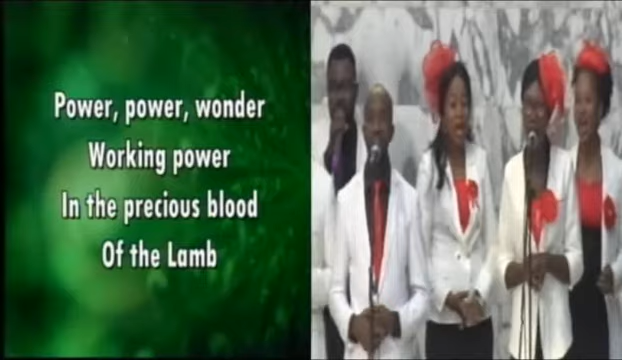 Power, power, wonder
Working power
In the precious blood
Of the Lamb